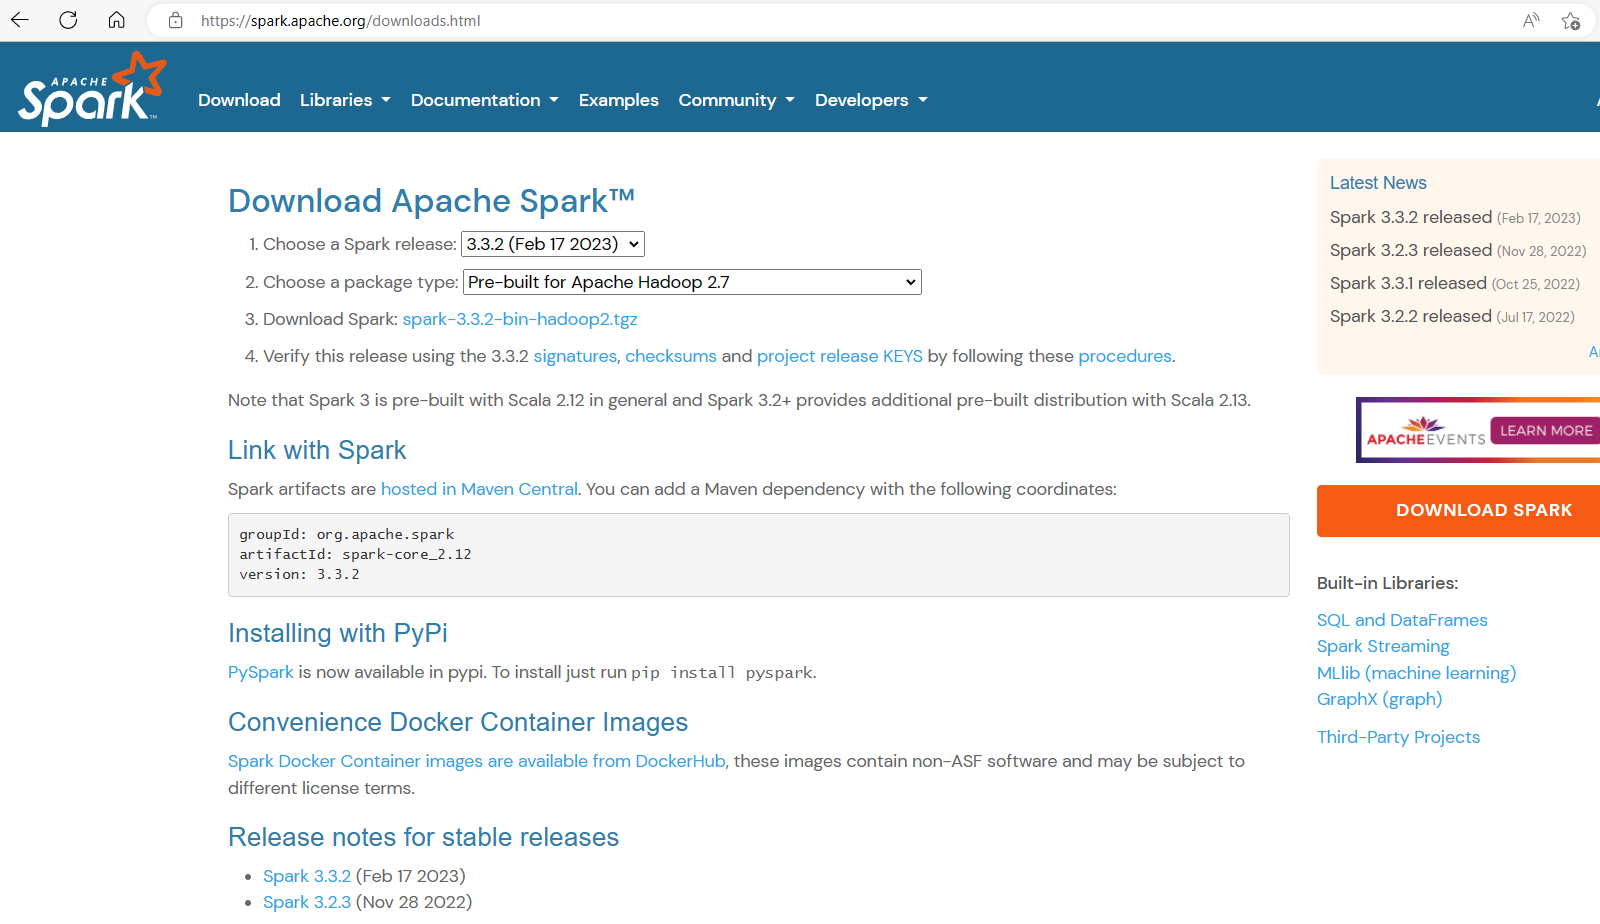 https://spark.apache.org/downloads.html
APACHE
Spark™
Download Libraries Documentation Examples Community Developers
Download Apache Spark™
1. Choose a Spark release: 3.3.2 (Feb 17 2023)
2. Choose a package type: Pre-built for Apache Hadoop 2.7
3. Download Spark: spark-3.3.2-bin-hadoop2.tgz
4. Verify this release using the 3.3.2 signatures, checksums and project release KEYS by following these procedures.
Note that Spark 3 is pre-built with Scala 2.12 in general and Spark 3.2+ provides additional pre-built distribution with Scala 2.13.
Link with Spark
Spark artifacts are hosted in Maven Central. You can add a Maven dependency with the following coordinates:
groupId: org.apache.spark
artifactId: spark-core_2.12
version: 3.3.2
Installing with PyPi
PySpark is now available in pypi. To install just run pip install pyspark.
Convenience Docker Container Images
Spark Docker Container images are available from DockerHub, these images contain non-ASF software and may be subject to
different license terms.
Release notes for stable releases
• Spark 3.3.2 (Feb 17 2023)
• Spark 3.2.3 (Nov 28 2022)
Latest News
Spark 3.3.2 released (Feb 17, 2023)
Spark 3.2.3 released (Nov 28, 2022)
Spark 3.3.1 released (Oct 25, 2022)
Spark 3.2.2 released (Jul 17, 2022)
APACHEEVENTS LEARN MORE
DOWNLOAD SPARK
Built-in Libraries:
SQL and DataFrames
Spark Streaming
MLlib (machine learning)
GraphX (graph)
Third-Party Projects